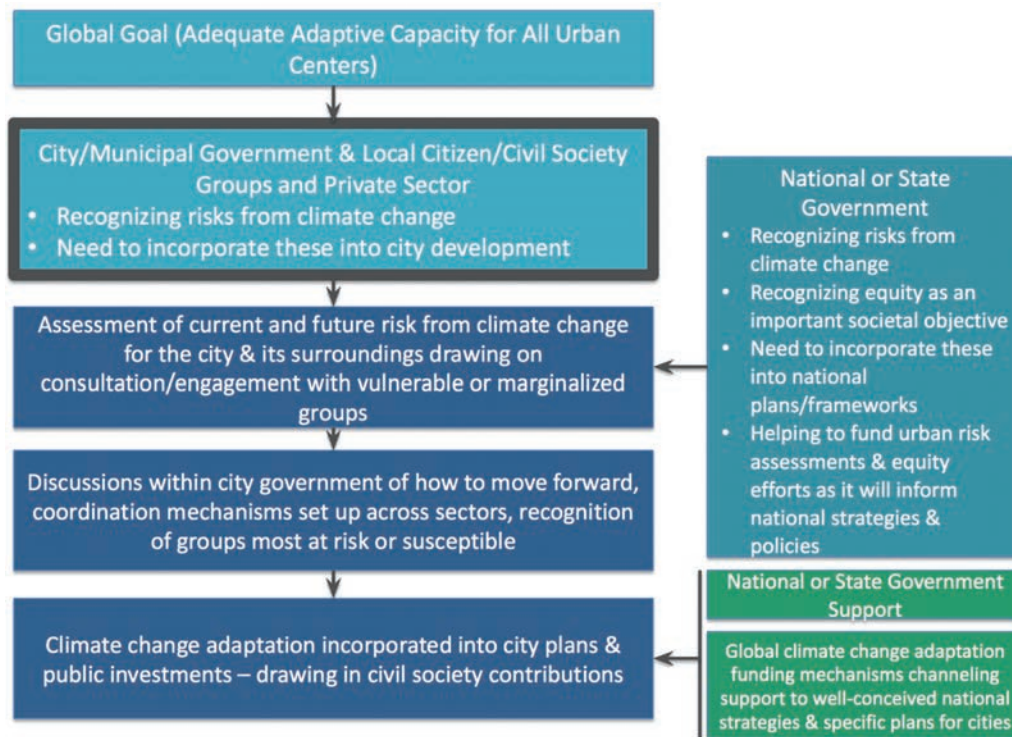 Global Goal (Adequate Adaptive Capacity for All Urban
Centers)
City/Municipal Government & Local Citizen/Civil Society
Groups and Private Sector
• Recognizing risks from climate change
• Need to incorporate these into city development
Assessment of current and future risk from climate change
for the city & its surroundings drawing on
consultation/engagement with vulnerable or marginalized
groups
Discussions within city government of how to move forward,
coordination mechanisms set up across sectors, recognition
of groups most at risk or susceptible
Climate change adaptation incorporated into city plans &
public investments – drawing in civil society contributions
National or State
Government
• Recognizing risks from
climate change
• Recognizing equity as an
important societal objective
• Need to incorporate these
into national
plans/frameworks
• Helping to fund urban risk
assessments & equity
efforts as it will inform
national strategies &
policies
National or State Government
Support
Global climate change adaptation
funding mechanisms channeling
support to well-conceived national
strategies & specific plans for cities